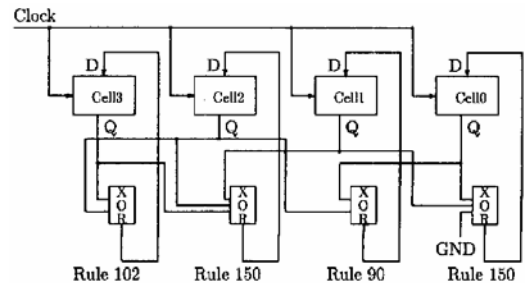 Clock
D D D D
Cell3 Cell2 Cell1 Cell0
Q Q Q Q
XOR XOR XOR XOR
GND
Rule 102 Rule 150 Rule 90 Rule 150